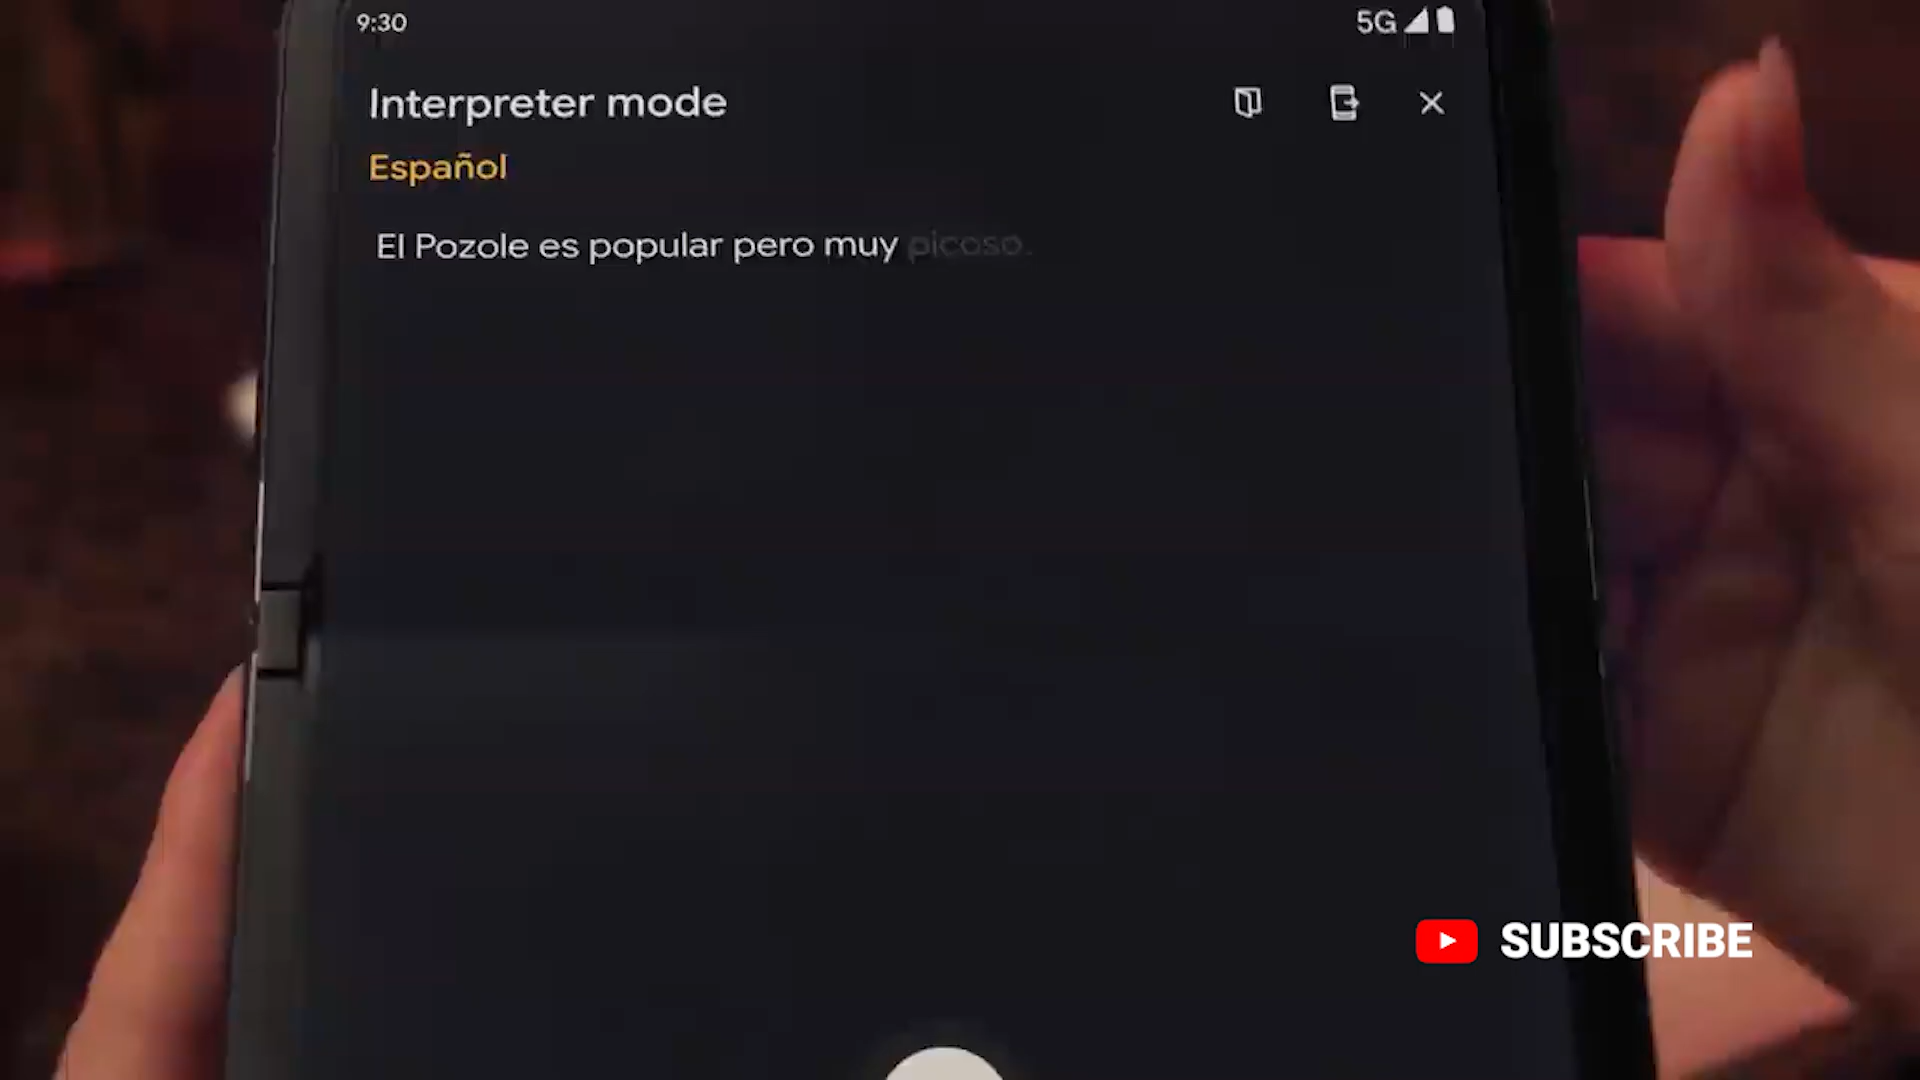 9:30
5G
Interpreter mode
Español
El Pozole es popular pero muy picoso.
SUBSCRIBE